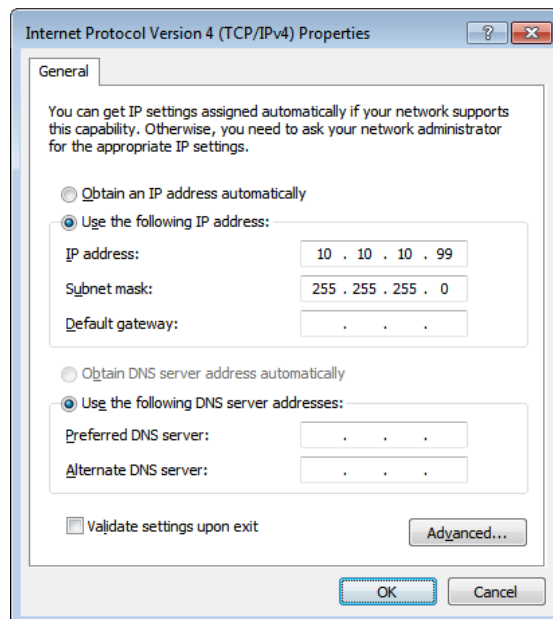 Internet Protocol Version 4 (TCP/IPv4) Properties
?
General
You can get IP settings assigned automatically if your network supports
this capability. Otherwise, you need to ask your network administrator
for the appropriate IP settings.
Obtain an IP address automatically
Use the following IP address:
IP address: 10 . 10 . 10 . 99
Subnet mask: 255 . 255 . 255 . 0
Default gateway: . . .
Obtain DNS server address automatically
Use the following DNS server addresses:
Preferred DNS server: . . .
Alternate DNS server: . . .
Validate settings upon exit
Advanced...
OK Cancel